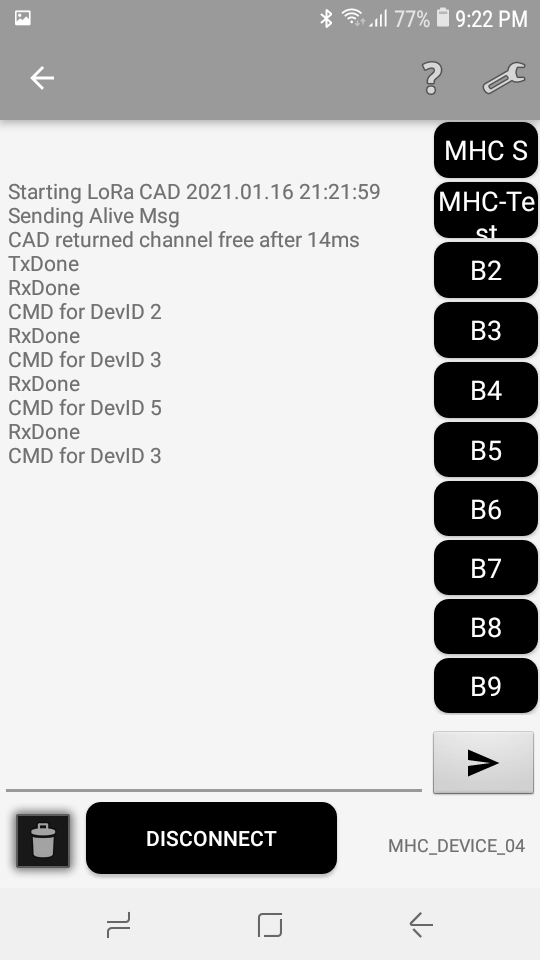 77% 9:22 PM
?
MHC S
MHC-Te
st
Starting LoRa CAD 2021.01.16 21:21:59
Sending Alive Msg
CAD returned channel free after 14ms
TxDone
RxDone
CMD for DevID 2
RxDone
CMD for DevID 3
RxDone
CMD for DevID 5
RxDone
CMD for DevID 3
B2
B3
B4
B5
B6
B7
B8
B9
DISCONNECT
MHC_DEVICE_04